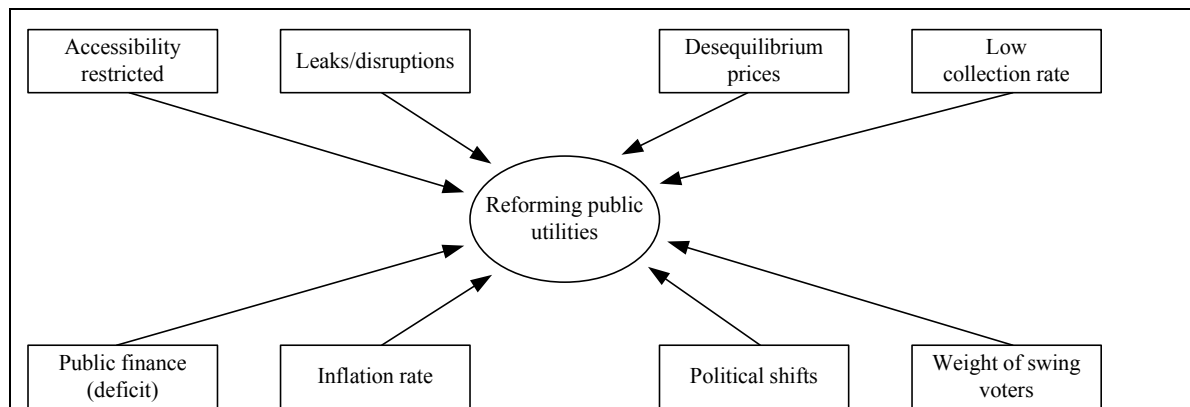 Accessibility
restricted
Leaks/disruptions
Desequilibrium
prices
Low
collection rate
Reforming public
utilities
Public finance
(deficit)
Inflation rate
Political shifts
Weight of swing
voters